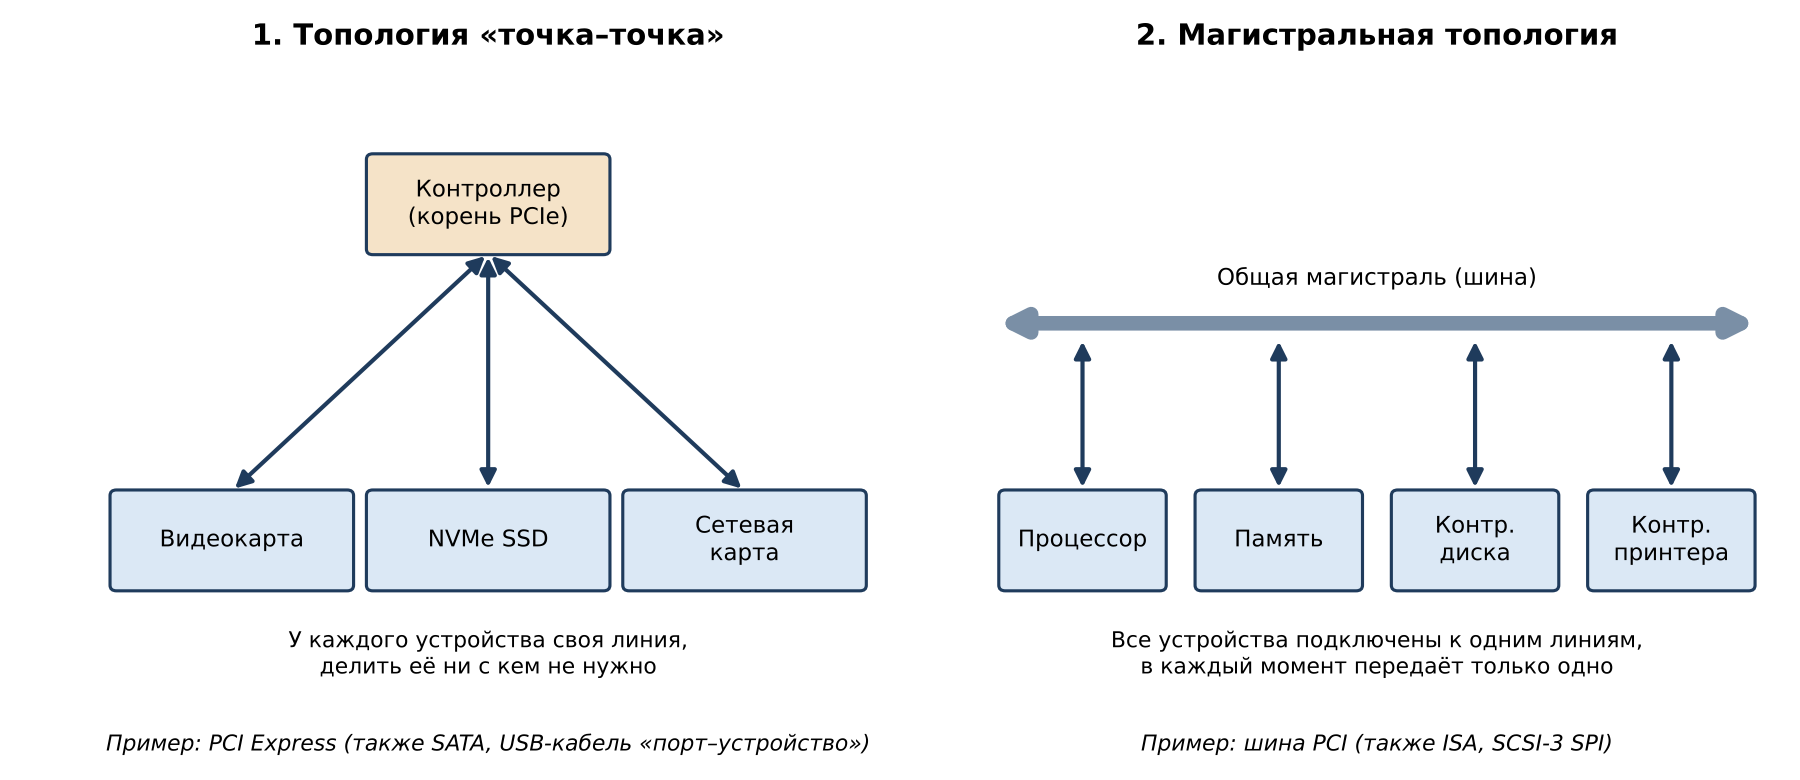 1. Топология «точка–точка»
Контроллер
(корень PCIe)
Видеокарта
NVMe SSD
Сетевая
карта
У каждого устройства своя линия,
делить её ни с кем не нужно
Пример: PCI Express (также SATA, USB-кабель «порт–устройство»)
2. Магистральная топология
Общая магистраль (шина)
Процессор
Память
Контр.
диска
Контр.
принтера
Все устройства подключены к одним линиям,
в каждый момент передаёт только одно
Пример: шина PCI (также ISA, SCSI-3 SPI)